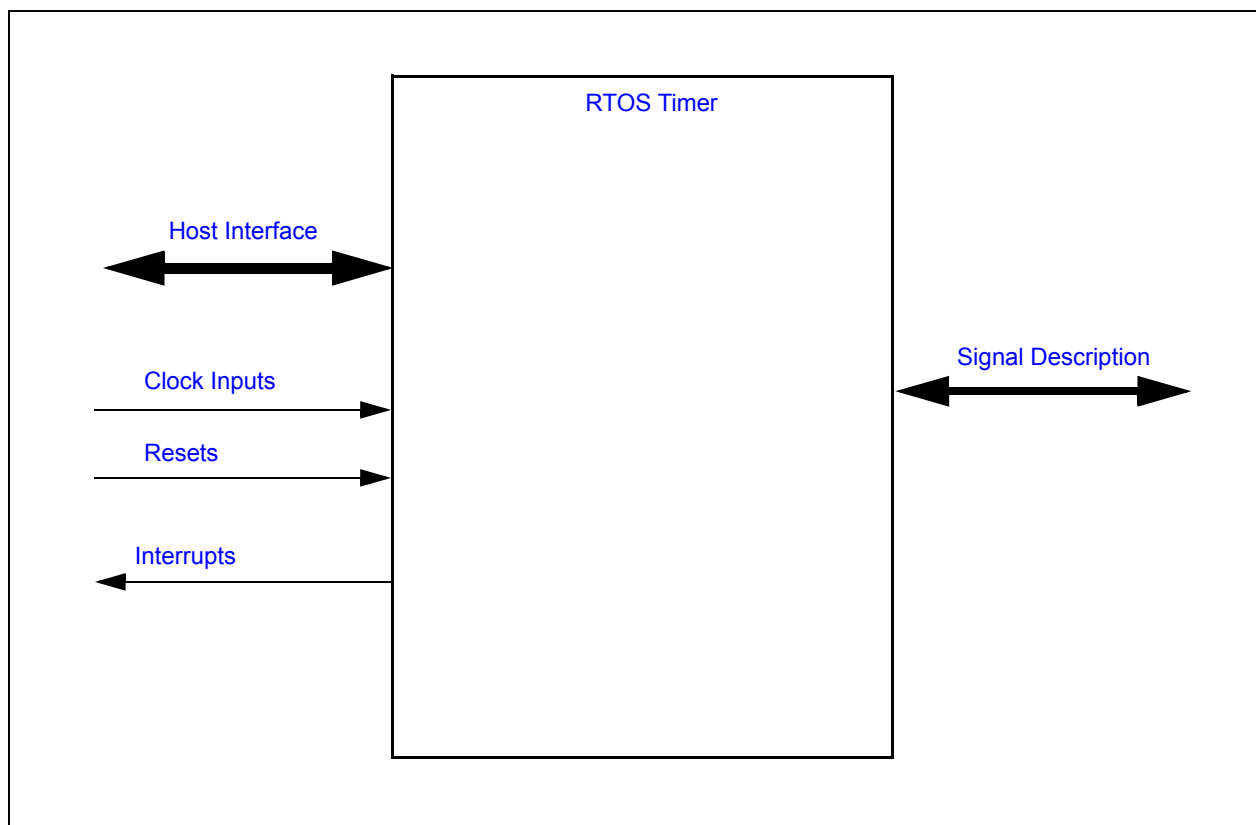 RTOS Timer
Host Interface
Signal Description
Clock Inputs
Resets
Interrupts